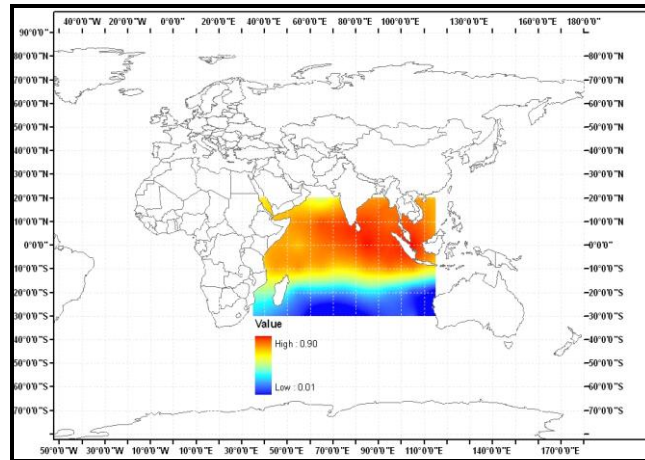 40°0'0"W 20°0'0"W 0°0'0" 20°0'0"E 40°0'0"E 60°0'0"E 80°0'0"E 100°0'0"E 120°0'0"E 140°0'0"E 160°0'0"E 180°0'0"
90°0'0"N
80°0'0"N 80°0'0"N
70°0'0"N 70°0'0"N
60°0'0"N 60°0'0"N
50°0'0"N 50°0'0"N
40°0'0"N 40°0'0"N
30°0'0"N 30°0'0"N
20°0'0"N 20°0'0"N
10°0'0"N 10°0'0"N
0°0'0" 0°0'0"
10°0'0"S 10°0'0"S
20°0'0"S 20°0'0"S
30°0'0"S 30°0'0"S
Value
40°0'0"S 40°0'0"S
High : 0.90
50°0'0"S 50°0'0"S
60°0'0"S 60°0'0"S
Low : 0.01
70°0'0"S 70°0'0"S
50°0'0"W 30°0'0"W 10°0'0"W 10°0'0"E 30°0'0"E 50°0'0"E 70°0'0"E 90°0'0"E 110°0'0"E 140°0'0"E 170°0'0"E